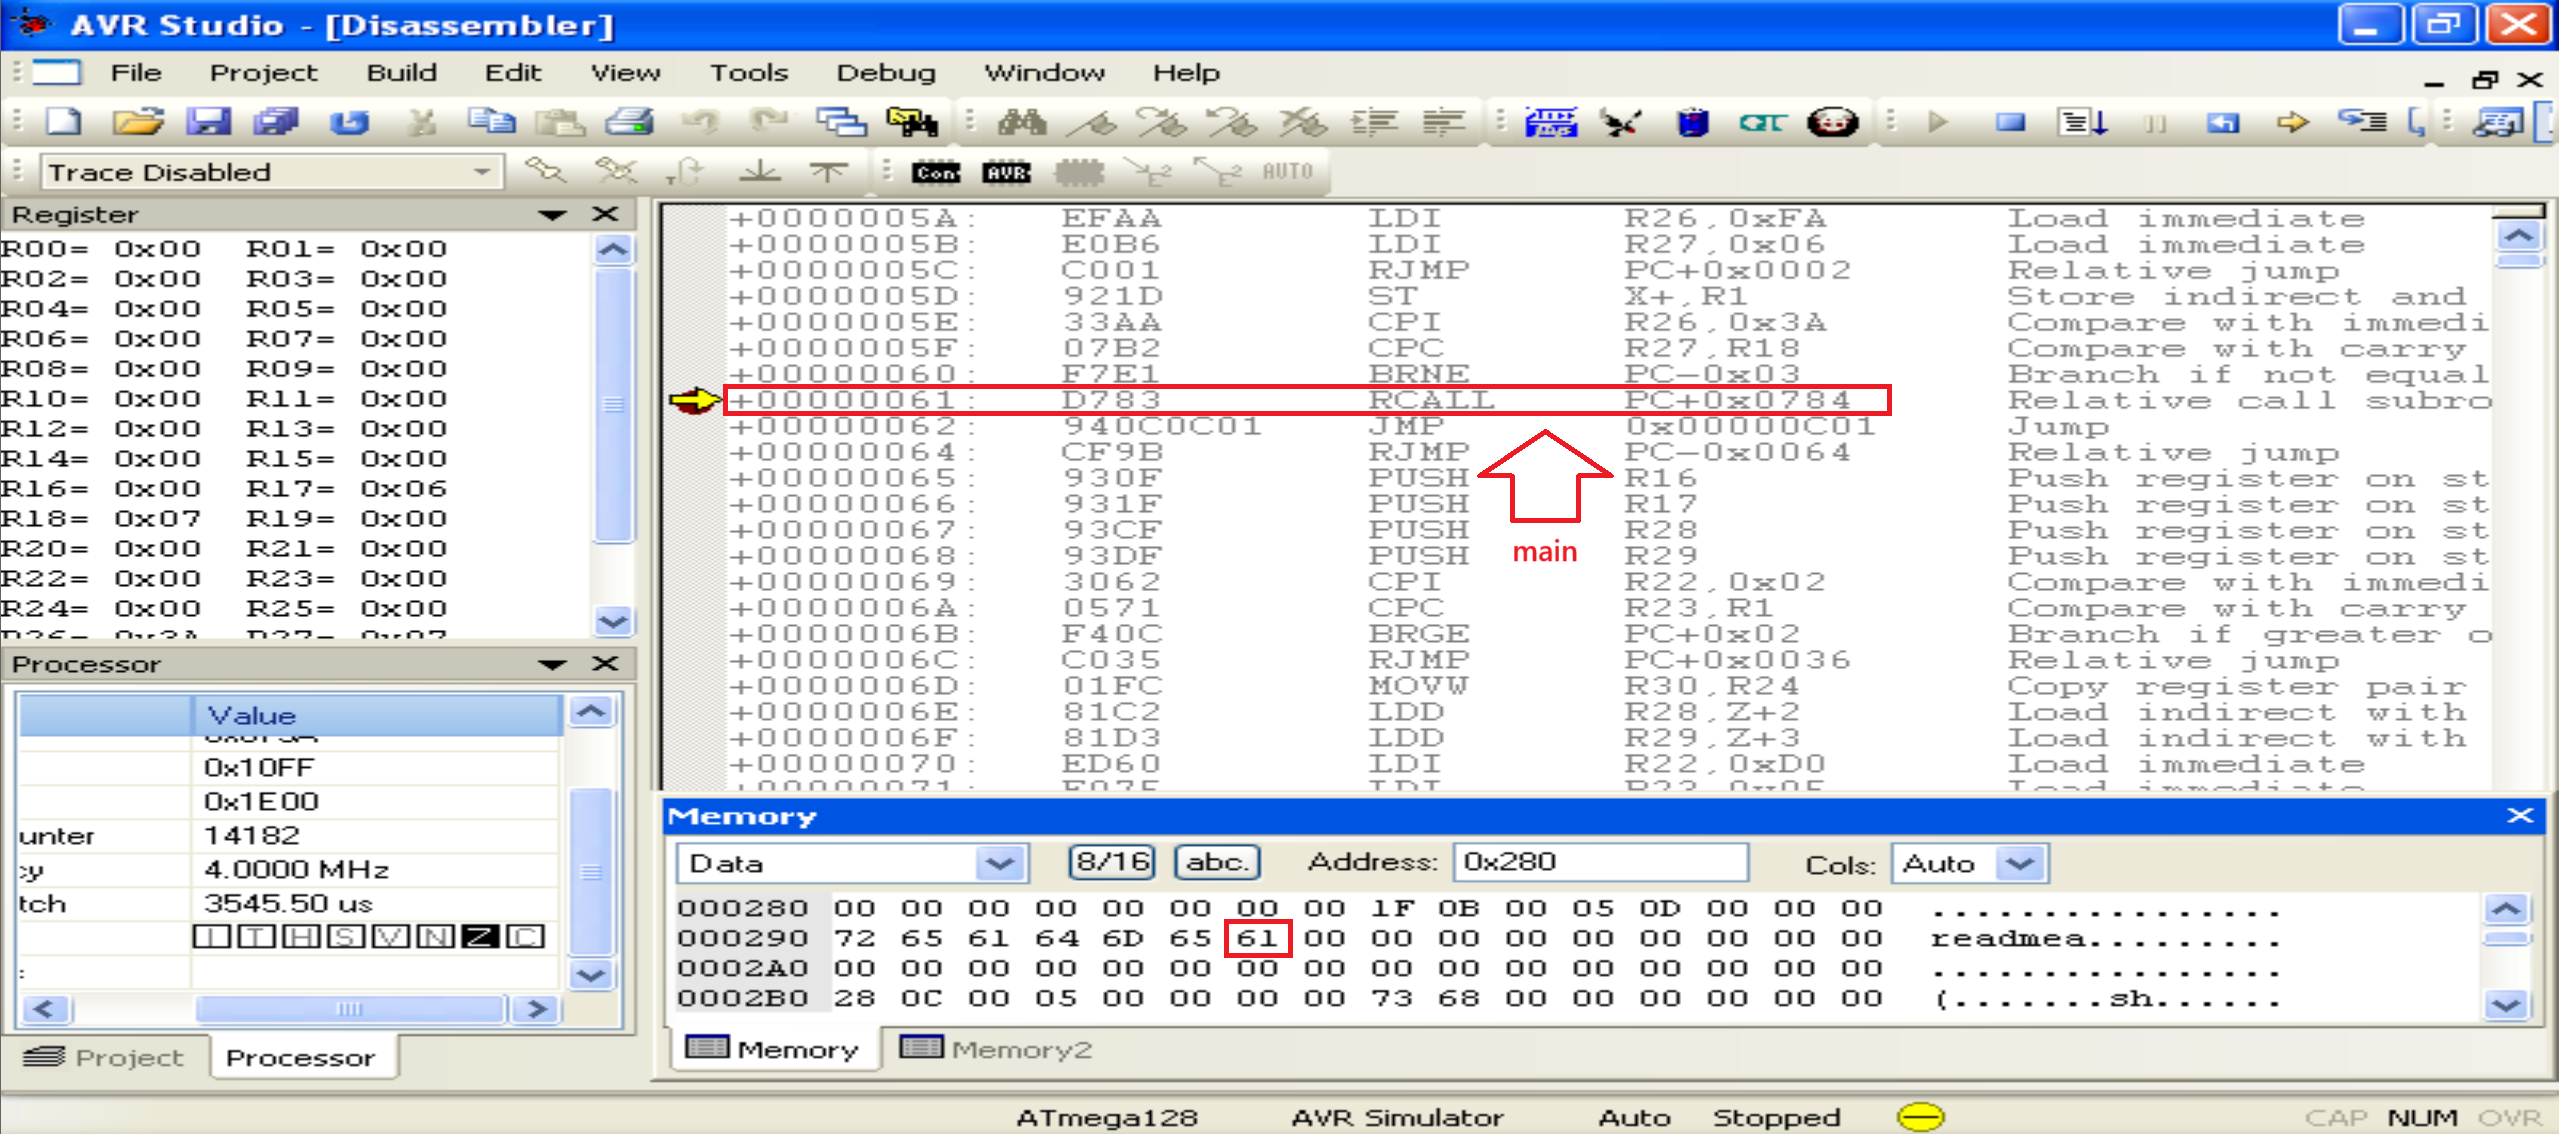 AVR Studio - [Disassembler]
File Project Build Edit View Tools Debug Window Help
Trace Disabled
Con AVR E2 E2 AUTO
Register
R00= 0x00 R01= 0x00
R02= 0x00 R03= 0x00
R04= 0x00 R05= 0x00
R06= 0x00 R07= 0x00
R08= 0x00 R09= 0x00
R10= 0x00 R11= 0x00
R12= 0x00 R13= 0x00
R14= 0x00 R15= 0x00
R16= 0x00 R17= 0x06
R18= 0x07 R19= 0x00
R20= 0x00 R21= 0x00
R22= 0x00 R23= 0x00
R24= 0x00 R25= 0x00
+0000005A: EFAA LDI R26,0xFA Load immediate
+0000005B: E0B6 LDI R27,0x06 Load immediate
+0000005C: C001 RJMP PC+0x0002 Relative jump
+0000005D: 921D ST X+,R1 Store indirect and
+0000005E: 33AA CPI R26,0x3A Compare with immedi
+0000005F: 07B2 CPC R27,R18 Compare with carry
+00000060: F7E1 BRNE PC-0x03 Branch if not equal
+00000061: D783 RCALL PC+0x0784 Relative call subro
+00000062: 940C0C01 JMP 0x00000C01 Jump
+00000064: CF9B RJMP PC-0x0064 Relative jump
+00000065: 930F PUSH R16 Push register on st
+00000066: 931F PUSH R17 Push register on st
+00000067: 93CF PUSH R28 Push register on st
main
+00000068: 93DF PUSH R29 Push register on st
+00000069: 3062 CPI R22,0x02 Compare with immedi
+0000006A: 0571 CPC R23,R1 Compare with carry
+0000006B: F40C BRGE PC+0x02 Branch if greater o
+0000006C: C035 RJMP PC+0x0036 Relative jump
+0000006D: 01FC MOVW R30,R24 Copy register pair
+0000006E: 81C2 LDD R28,Z+2 Load indirect with
+0000006F: 81D3 LDD R29,Z+3 Load indirect with
+00000070: ED60 LDI R22,0xD0 Load immediate
Processor
Value
0x10FF
0x1E00
unter 14182
cy 4.0000 MHz
tch 3545.50 us
I T H S V N Z C
Project Processor
Memory
Data 8/16 abc. Address: 0x280 Cols: Auto
000280 00 00 00 00 00 00 00 00 1F 0B 00 05 0D 00 00 00 ................
000290 72 65 61 64 6D 65 61 00 00 00 00 00 00 00 00 00 readmea.........
0002A0 00 00 00 00 00 00 00 00 00 00 00 00 00 00 00 00 ................
0002B0 28 0C 00 05 00 00 00 00 73 68 00 00 00 00 00 00 (.......sh......
Memory Memory2
ATmega128 AVR Simulator Auto Stopped CAP NUM OVR